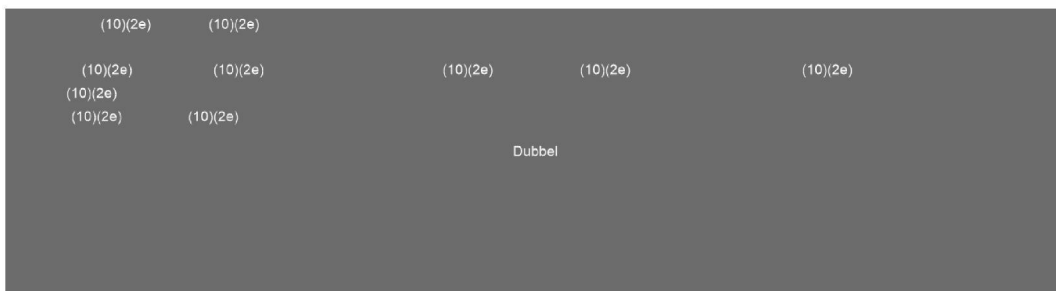 (10)(2e) (10)(2e)
(10)(2e) (10)(2e) (10)(2e) (10)(2e) (10)(2e)
(10)(2e)
(10)(2e) (10)(2e)
Dubbel